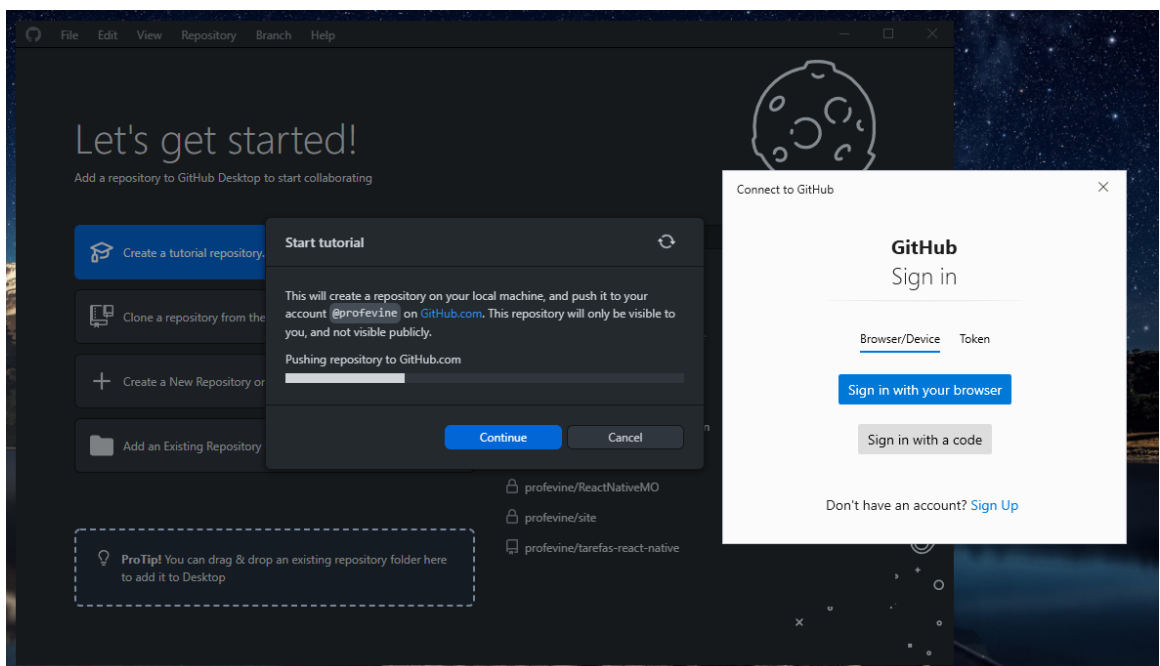 File Edit View Repository Branch Help
Let's get started!
Add a repository to GitHub Desktop to start collaborating
Create a tutorial repository.
Clone a repository from the
Create a New Repository or
Add an Existing Repository
ProTip! You can drag & drop an existing repository folder here
to add it to Desktop
Start tutorial
This will create a repository on your local machine, and push it to your
account @profevine on GitHub.com. This repository will only be visible to
you, and not visible publicly.
Pushing repository to GitHub.com
Continue Cancel
n
profevine/ReactNativeMO
profevine/site
profevine/tarefas-react-native
Connect to GitHub
GitHub
Sign in
Browser/Device Token
Sign in with your browser
Sign in with a code
Don't have an account? Sign Up